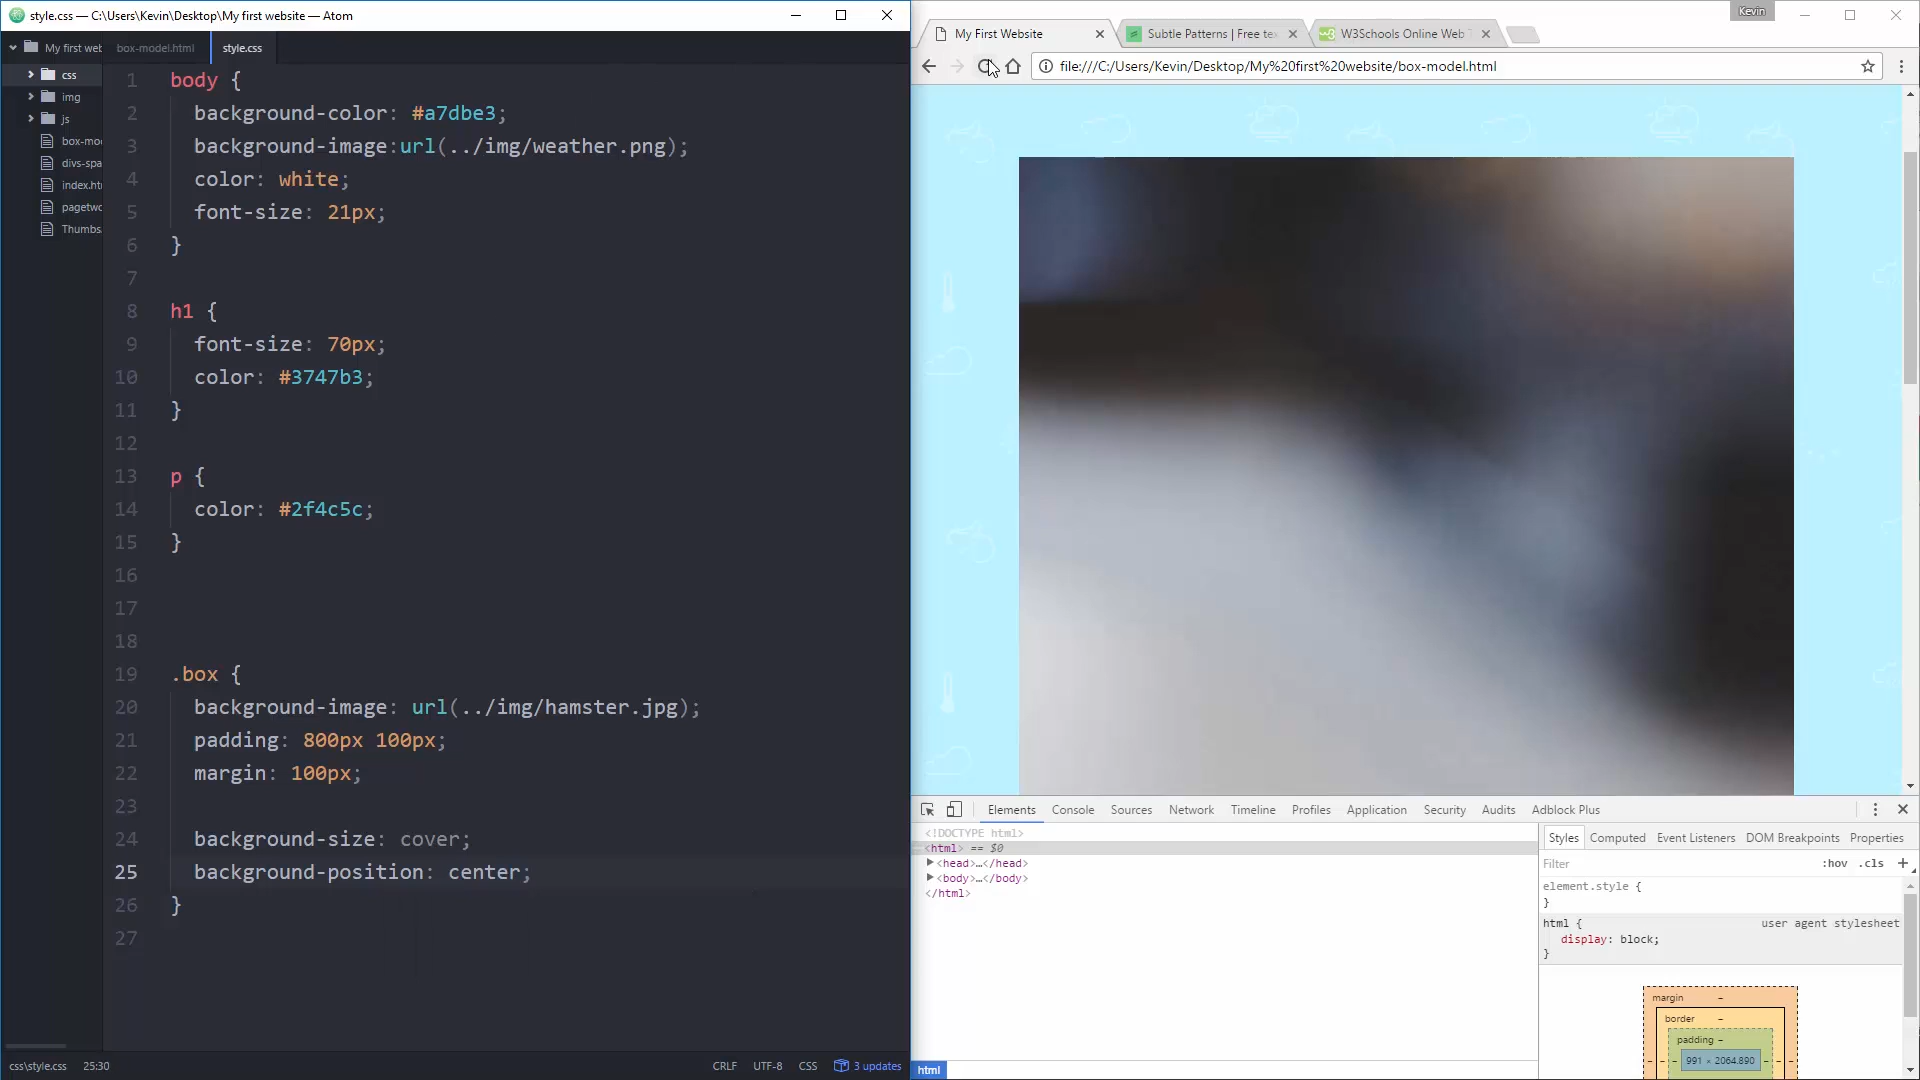 style.css — C:\Users\Kevin\Desktop\My first website — Atom
My first web
box-model.html
style.css
css
img
js
box-mod
divs-spa
index.htm
pagetwo
Thumbs.
1 body {
2 background-color: #a7dbe3;
3 background-image:url(../img/weather.png);
4 color: white;
5 font-size: 21px;
6 }
7
8 h1 {
9 font-size: 70px;
10 color: #3747b3;
11 }
12
13 p {
14 color: #2f4c5c;
15 }
16
17
18
19 .box {
20 background-image: url(../img/hamster.jpg);
21 padding: 800px 100px;
22 margin: 100px;
23
24 background-size: cover;
25 background-position: center;
26 }
27
css\style.css 25:30 CRLF UTF-8 CSS 3 updates
Kevin
My First Website
Subtle Patterns | Free tex
W3Schools Online Web T
file:///C:/Users/Kevin/Desktop/My%20first%20website/box-model.html
Elements Console Sources Network Timeline Profiles Application Security Audits Adblock Plus
<!DOCTYPE html>
<html> == $0
<head>…</head>
<body>…</body>
</html>
html
Styles Computed Event Listeners DOM Breakpoints Properties
Filter :hov .cls +
element.style {
}
html { user agent stylesheet
display: block;
}
margin –
border –
padding –
991 × 2064.890